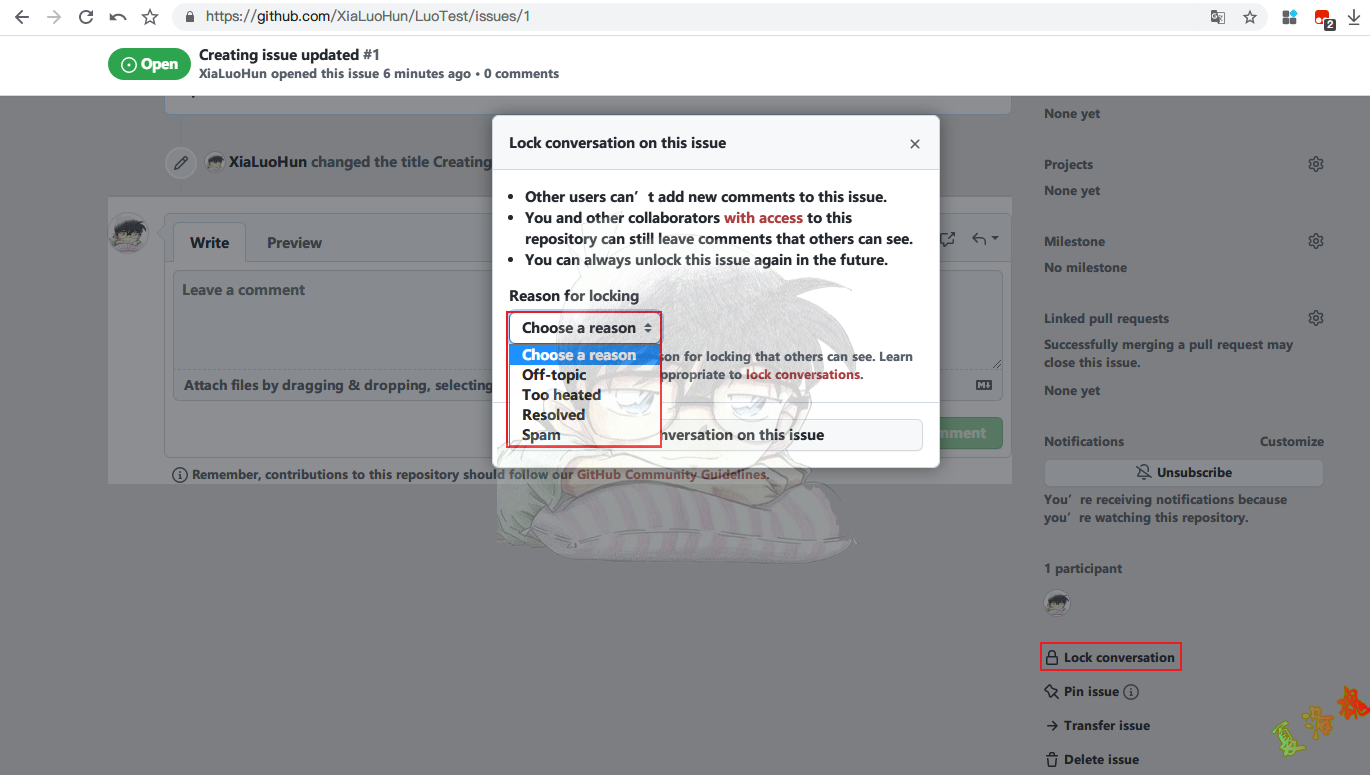 https://github.com/XiaLuoHun/LuoTest/issues/1
2
Open
Creating issue updated #1
XiaLuoHun opened this issue 6 minutes ago • 0 comments
None yet
Lock conversation on this issue
XiaLuoHun changed the title Creating
Projects
None yet
Other users can't add new comments to this issue.
You and other collaborators with access to this
repository can still leave comments that others can see.
You can always unlock this issue again in the future.
Write Preview
Milestone
No milestone
Leave a comment
Reason for locking
Choose a reason
Choose a reason
Off-topic
Too heated
Resolved
Spam
son for locking that others can see. Learn
ppropriate to lock conversations.
Linked pull requests
Successfully merging a pull request may
close this issue.
None yet
Attach files by dragging & dropping, selecting
nversation on this issue
mment
Notifications Customize
Unsubscribe
You're receiving notifications because
you're watching this repository.
Remember, contributions to this repository should follow our GitHub Community Guidelines.
1 participant
Lock conversation
Pin issue
Transfer issue
Delete issue